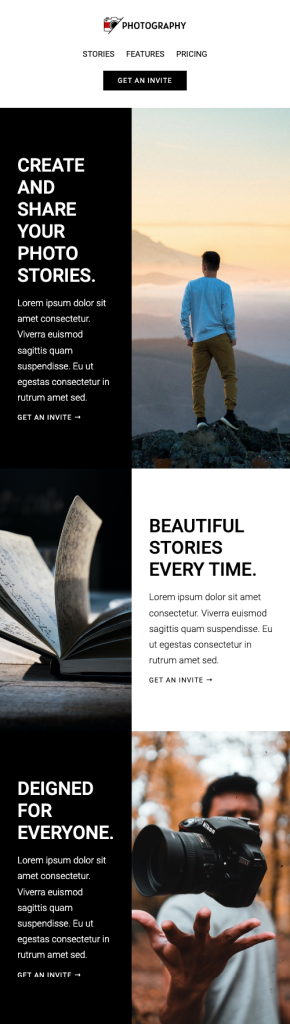 PHOTOGRAPHY
STORIES FEATURES PRICING
GET AN INVITE
CREATE
AND
SHARE
YOUR
PHOTO
STORIES.
Lorem ipsum dolor sit
amet consectetur.
Viverra euismod
sagittis quam
suspendisse. Eu ut
egestas consectetur in
rutrum amet sed.
GET AN INVITE →
BEAUTIFUL
STORIES
EVERY TIME.
Lorem ipsum dolor sit amet
consectetur. Viverra euismod
sagittis quam suspendisse. Eu
ut egestas consectetur in
rutrum amet sed.
GET AN INVITE →
DEIGNED
FOR
EVERYONE.
Lorem ipsum dolor sit
amet consectetur.
Viverra euismod
sagittis quam
suspendisse. Eu ut
egestas consectetur in
rutrum amet sed.
GET AN INVITE →
Nikon